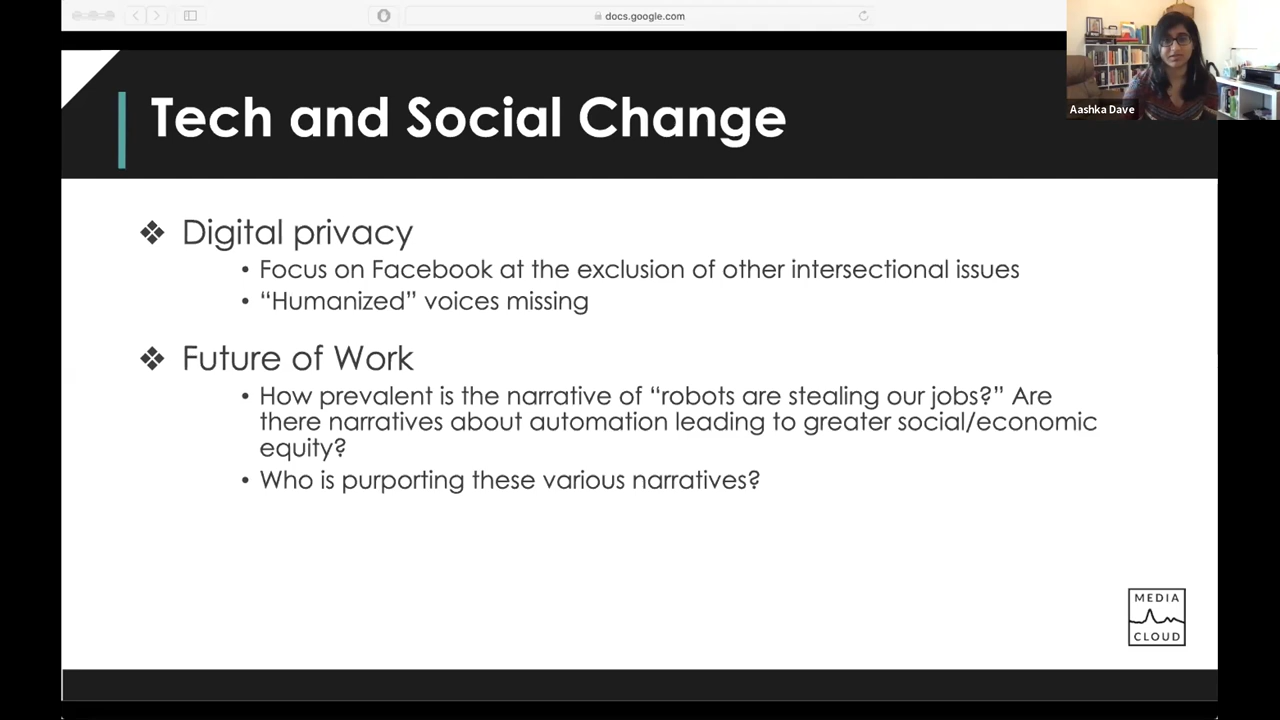 docs.google.com
Aashka Dave
Tech and Social Change
❖ Digital privacy
• Focus on Facebook at the exclusion of other intersectional issues
• “Humanized” voices missing
❖ Future of Work
• How prevalent is the narrative of “robots are stealing our jobs?” Are
there narratives about automation leading to greater social/economic
equity?
• Who is purporting these various narratives?
MEDIA
CLOUD